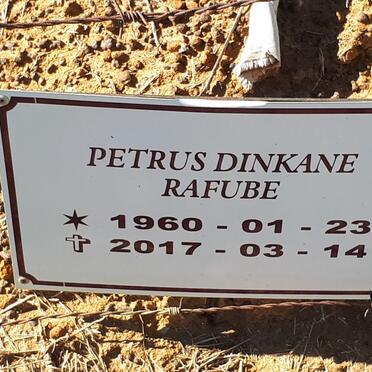 PETRUS DINKANE
RAFUBE
1960 - 01 - 23
2017 - 03 - 14